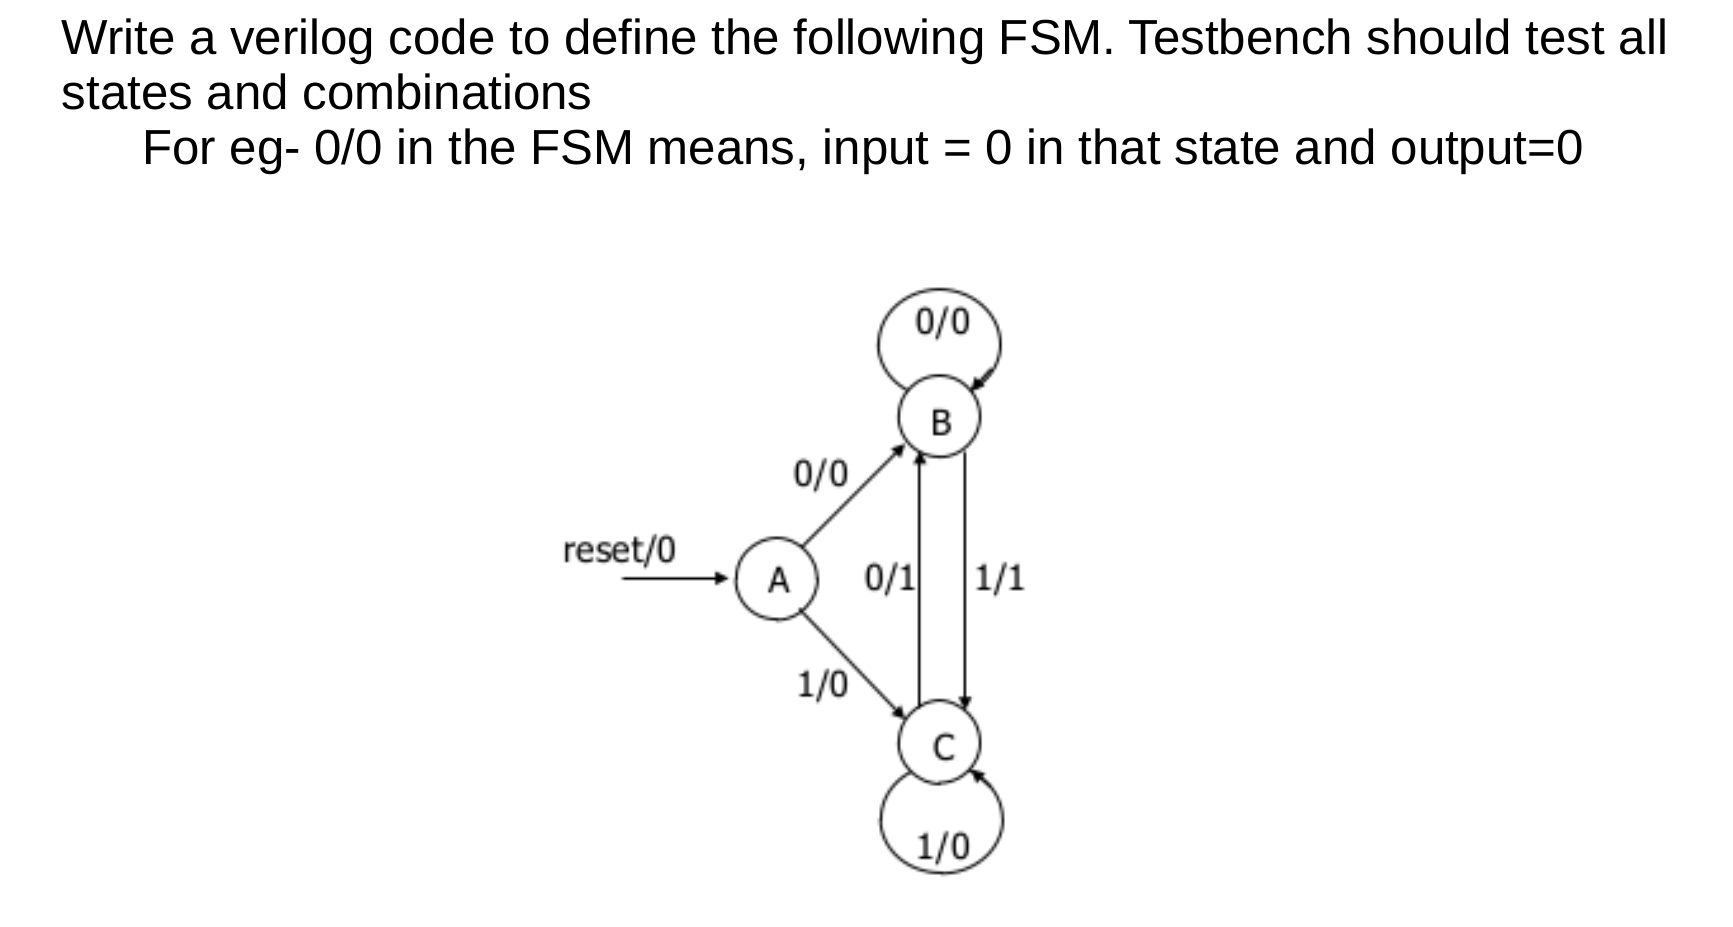 Write a verilog code to define the following FSM. Testbench should test all
states and combinations
For eg- 0/0 in the FSM means, input = 0 in that state and output=0
0/0
B
0/0
reset/0
A
0/1
1/1
1/0
C
1/0